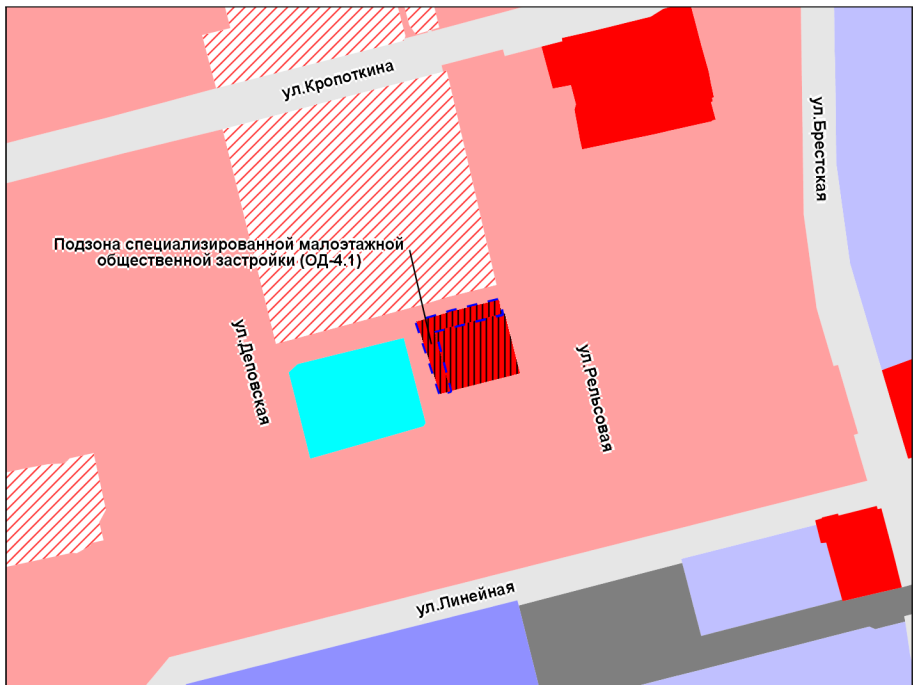 ул.Кропоткина
ул.Брестская
Подзона специализированной малоэтажной
общественной застройки (ОД-4.1)
ул.Деповская
ул.Рельсовая
ул.Линейная